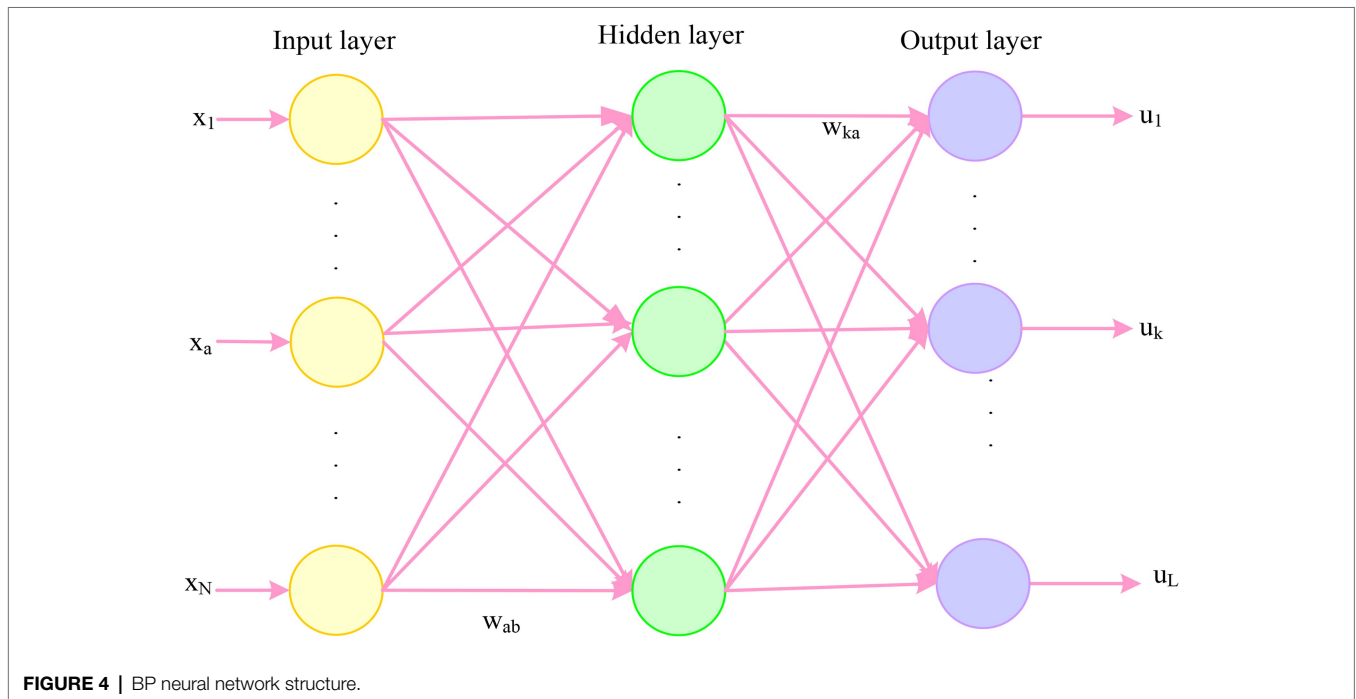 Input layer
Hidden layer
Output layer
x1
wka
u1
xa
uk
xN
wab
uL
FIGURE 4 | BP neural network structure.